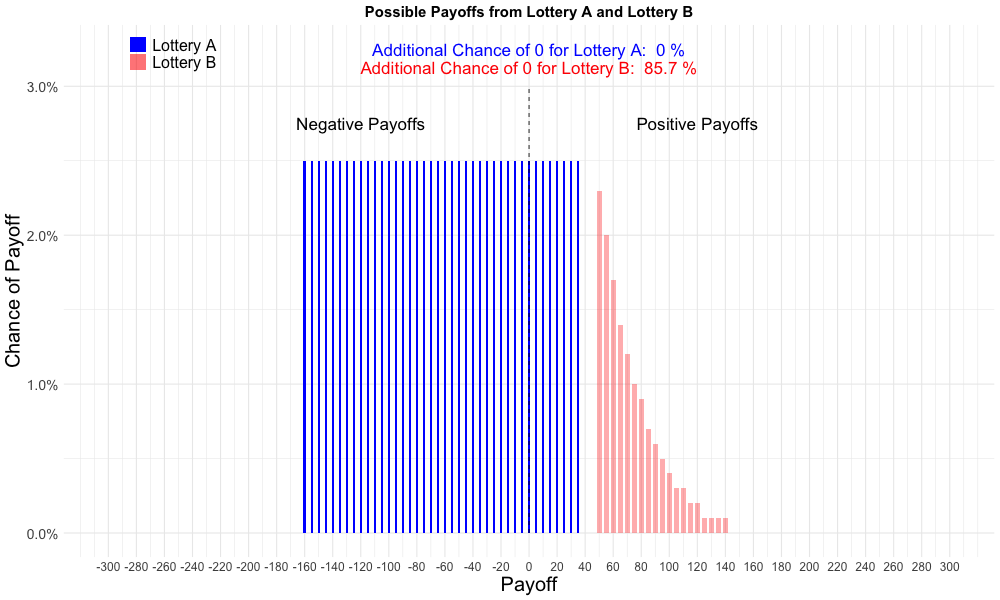 Possible Payoffs from Lottery A and Lottery B
Lottery A
Lottery B
Additional Chance of 0 for Lottery A:  0 %
Additional Chance of 0 for Lottery B:  85.7 %
Negative Payoffs
Positive Payoffs
Chance of Payoff
3.0%
2.0%
1.0%
0.0%
-300 -280 -260 -240 -220 -200 -180 -160 -140 -120 -100 -80 -60 -40 -20 0 20 40 60 80 100 120 140 160 180 200 220 240 260 280 300
Payoff